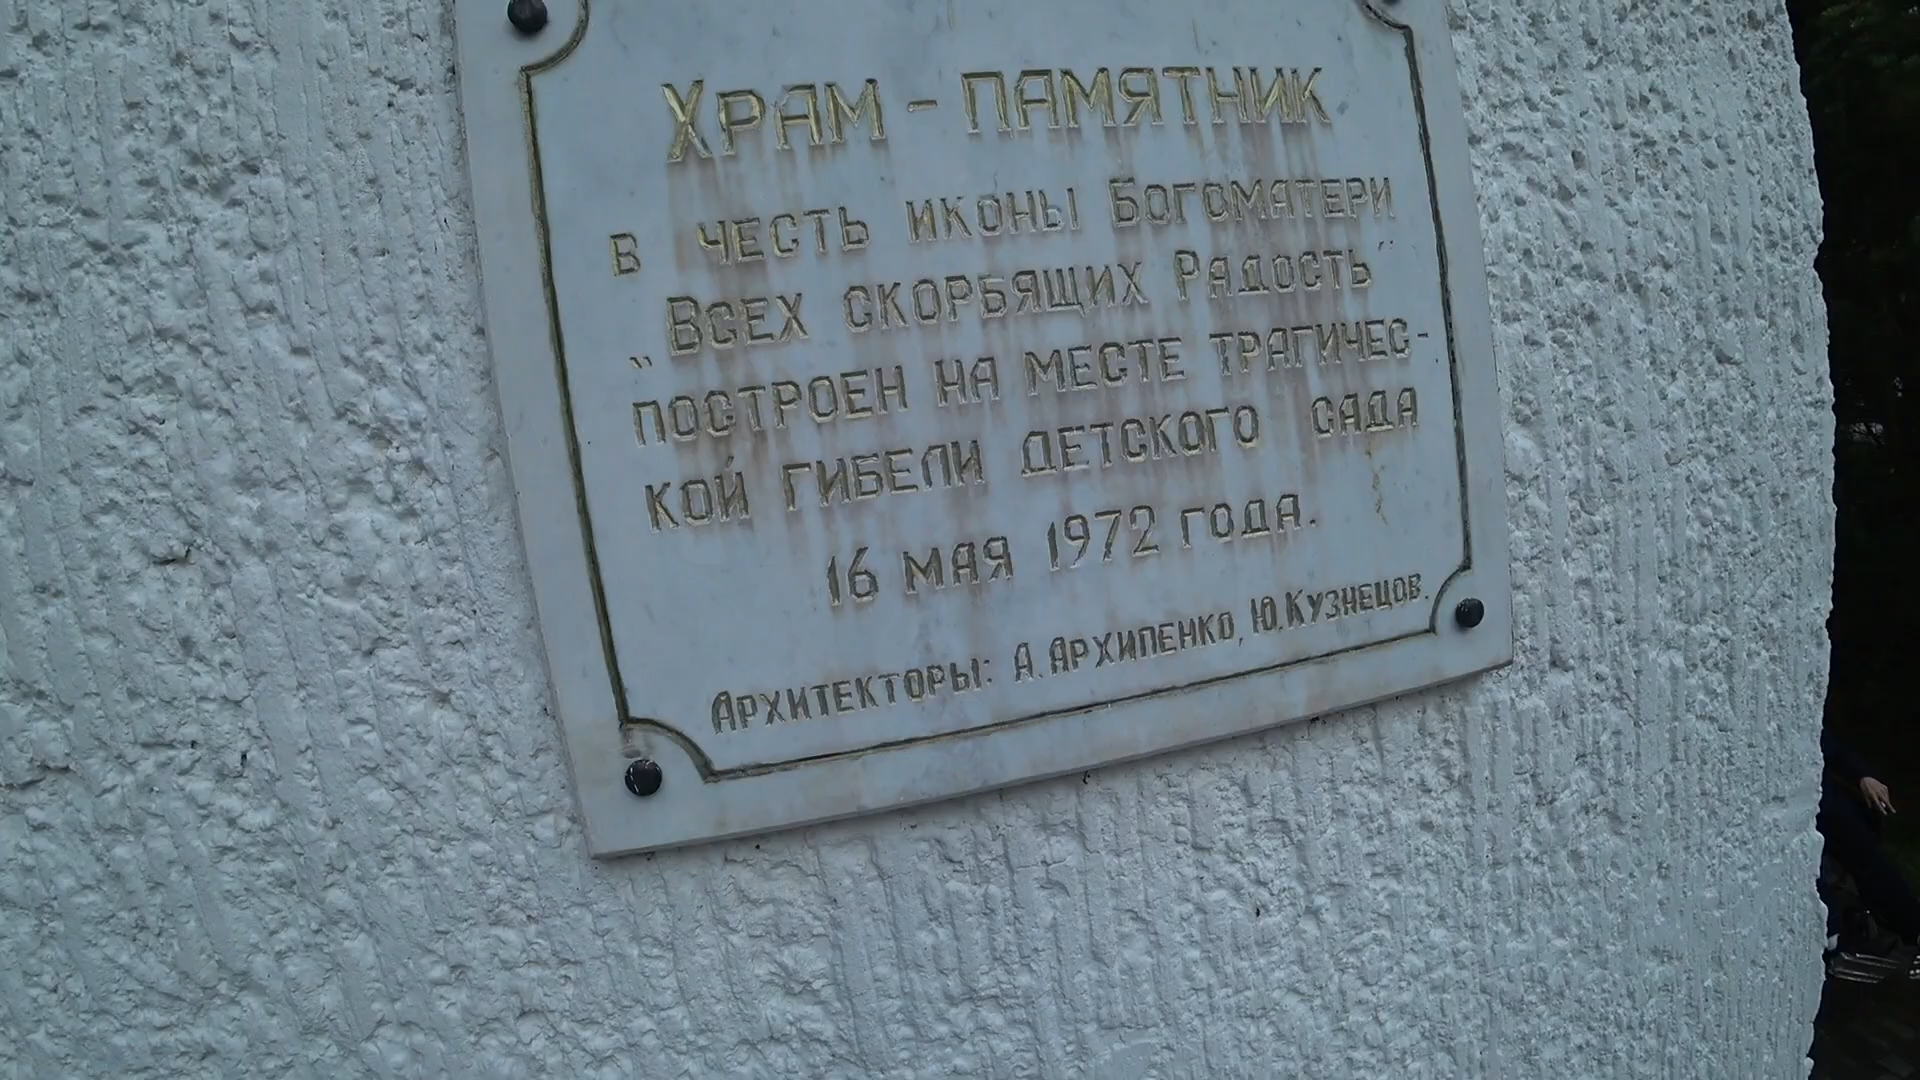 Храм - памятник
в честь иконы Богоматери
„Всех скорбящих Радость"
построен на месте трагичес-
кой гибели детского сада
16 мая 1972 года.
Архитекторы: А. Архипенко, Ю. Кузнецов.